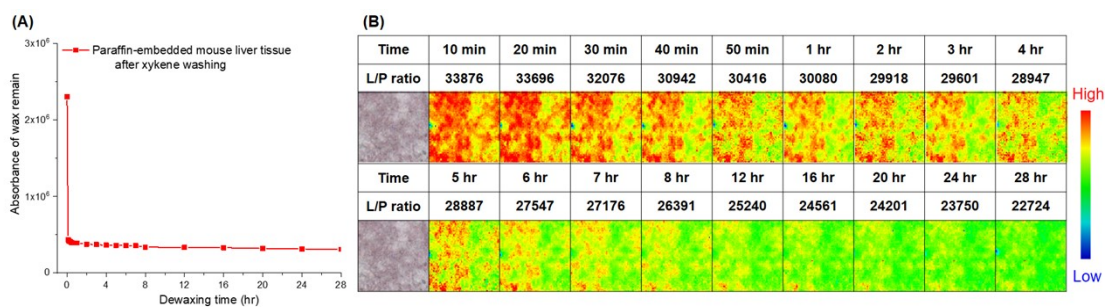 (A)
Absorbance of wax remain
3x10⁶
2x10⁶
1x10⁶
0
Paraffin-embedded mouse liver tissue
after xykene washing
0 4 8 12 16 20 24 28
Dewaxing time (hr)
(B)
Time 10 min 20 min 30 min 40 min 50 min 1 hr 2 hr 3 hr 4 hr
L/P ratio 33876 33696 32076 30942 30416 30080 29918 29601 28947
Time 5 hr 6 hr 7 hr 8 hr 12 hr 16 hr 20 hr 24 hr 28 hr
L/P ratio 28887 27547 27176 26391 25240 24561 24201 23750 22724
High
Low